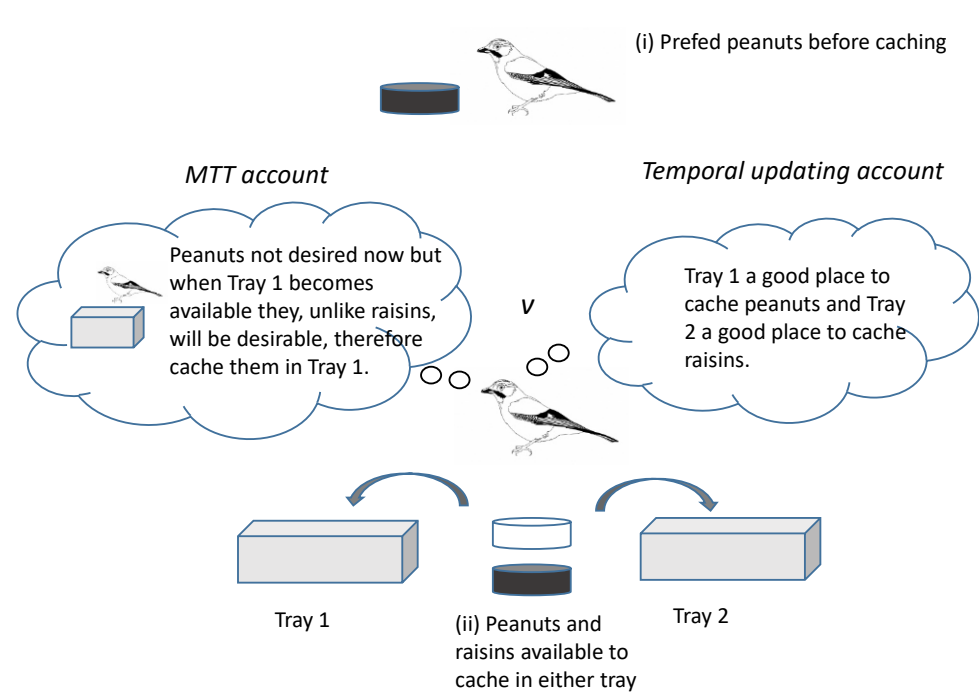 (i) Prefed peanuts before caching
MTT account
Temporal updating account
Peanuts not desired now but
when Tray 1 becomes
available they, unlike raisins,
will be desirable, therefore
cache them in Tray 1.
v
Tray 1 a good place to
cache peanuts and Tray
2 a good place to cache
raisins.
Tray 1
(ii) Peanuts and
raisins available to
cache in either tray
Tray 2